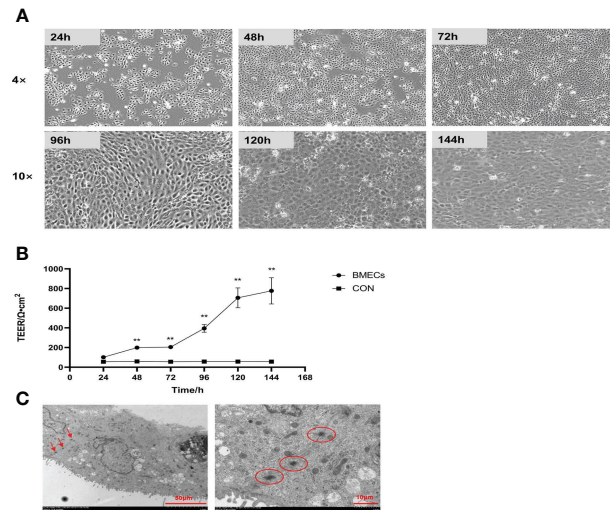 A
24h
48h
72h
4×
96h
120h
144h
10×
B
TEER/Ω•cm²
1000
800
600
400
200
0
** ** ** ** **
BMECs
CON
0 24 48 72 96 120 144 168
Time/h
C
50μm
10μm